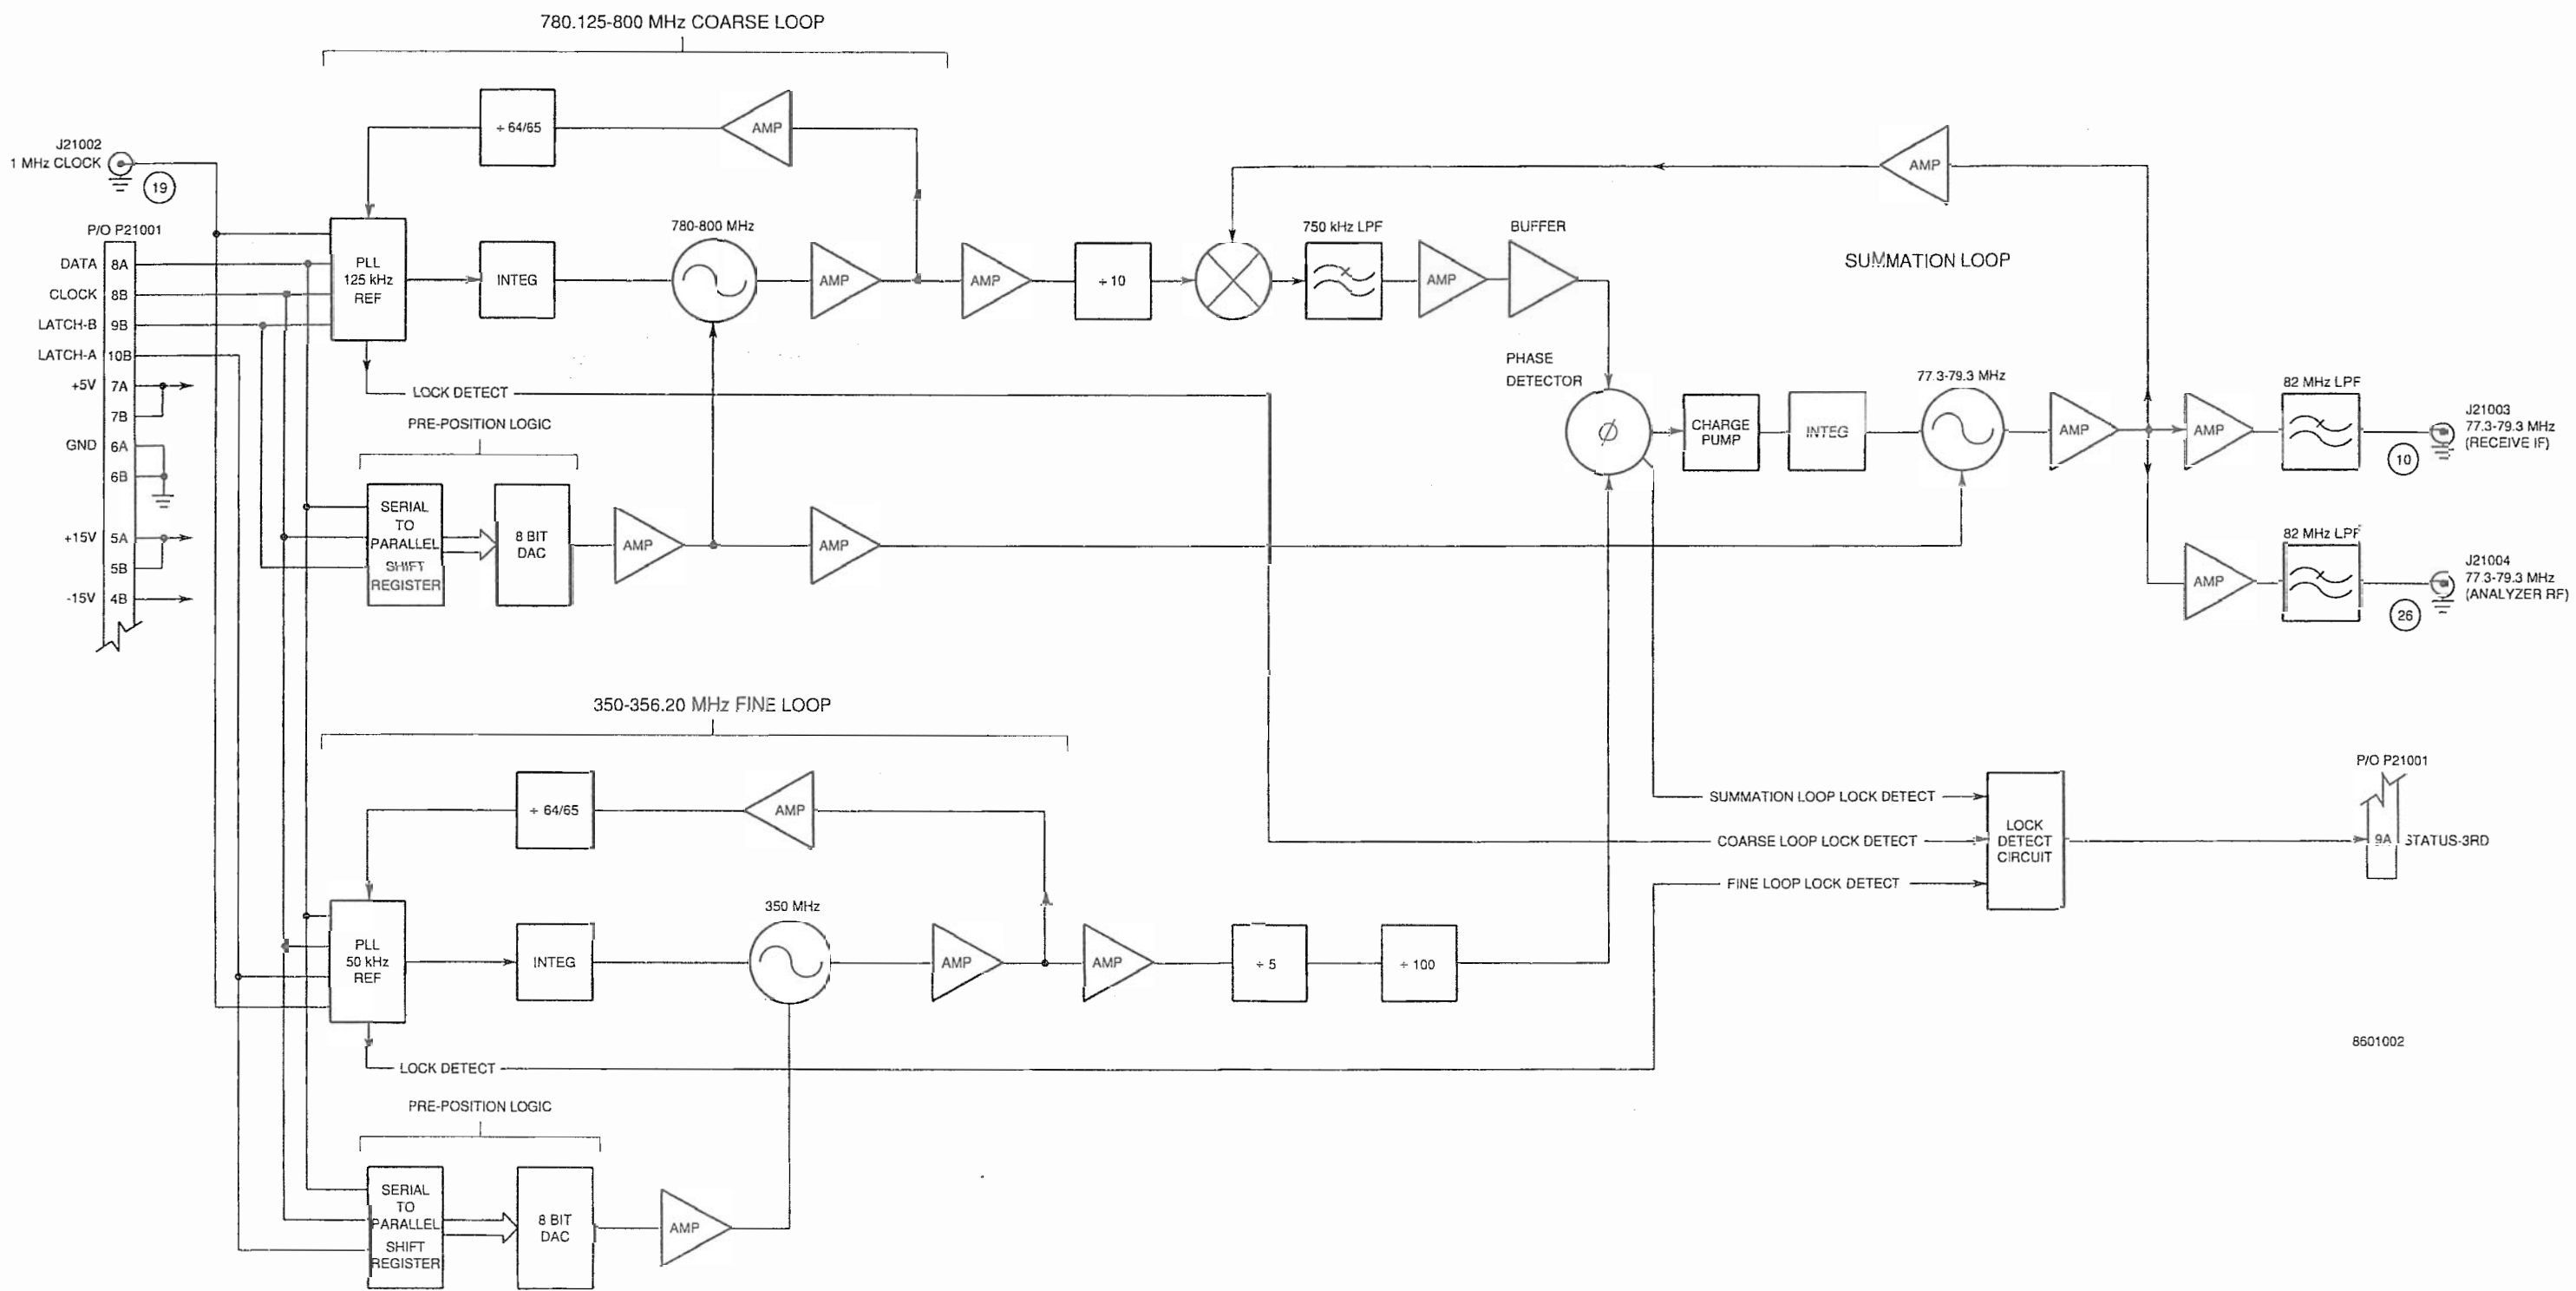 780.125-800 MHz COARSE LOOP
÷ 64/65
AMP
J21002
1 MHz CLOCK
19
AMP
P/O P21001
780-800 MHz
750 kHz LPF
BUFFER
SUMMATION LOOP
DATA 8A
CLOCK 8B
LATCH-B 9B
LATCH-A 10B
+5V 7A
7B
GND 6A
6B
+15V 5A
5B
-15V 4B
PLL
125 kHz
REF
INTEG
AMP
AMP
÷ 10
AMP
LOCK DETECT
PHASE
DETECTOR
Ø
CHARGE
PUMP
INTEG
77.3-79.3 MHz
AMP
AMP
82 MHz LPF
J21003
77.3-79.3 MHz
(RECEIVE IF)
10
PRE-POSITION LOGIC
SERIAL
TO
PARALLEL
SHIFT
REGISTER
8 BIT
DAC
AMP
AMP
AMP
82 MHz LPF
J21004
77.3-79.3 MHz
(ANALYZER RF)
26
350-356.20 MHz FINE LOOP
÷ 64/65
AMP
SUMMATION LOOP LOCK DETECT
COARSE LOOP LOCK DETECT
FINE LOOP LOCK DETECT
LOCK
DETECT
CIRCUIT
P/O P21001
9A STATUS-3RD
PLL
50 kHz
REF
INTEG
350 MHz
AMP
AMP
÷ 5
÷ 100
8601002
LOCK DETECT
PRE-POSITION LOGIC
SERIAL
TO
PARALLEL
SHIFT
REGISTER
8 BIT
DAC
AMP